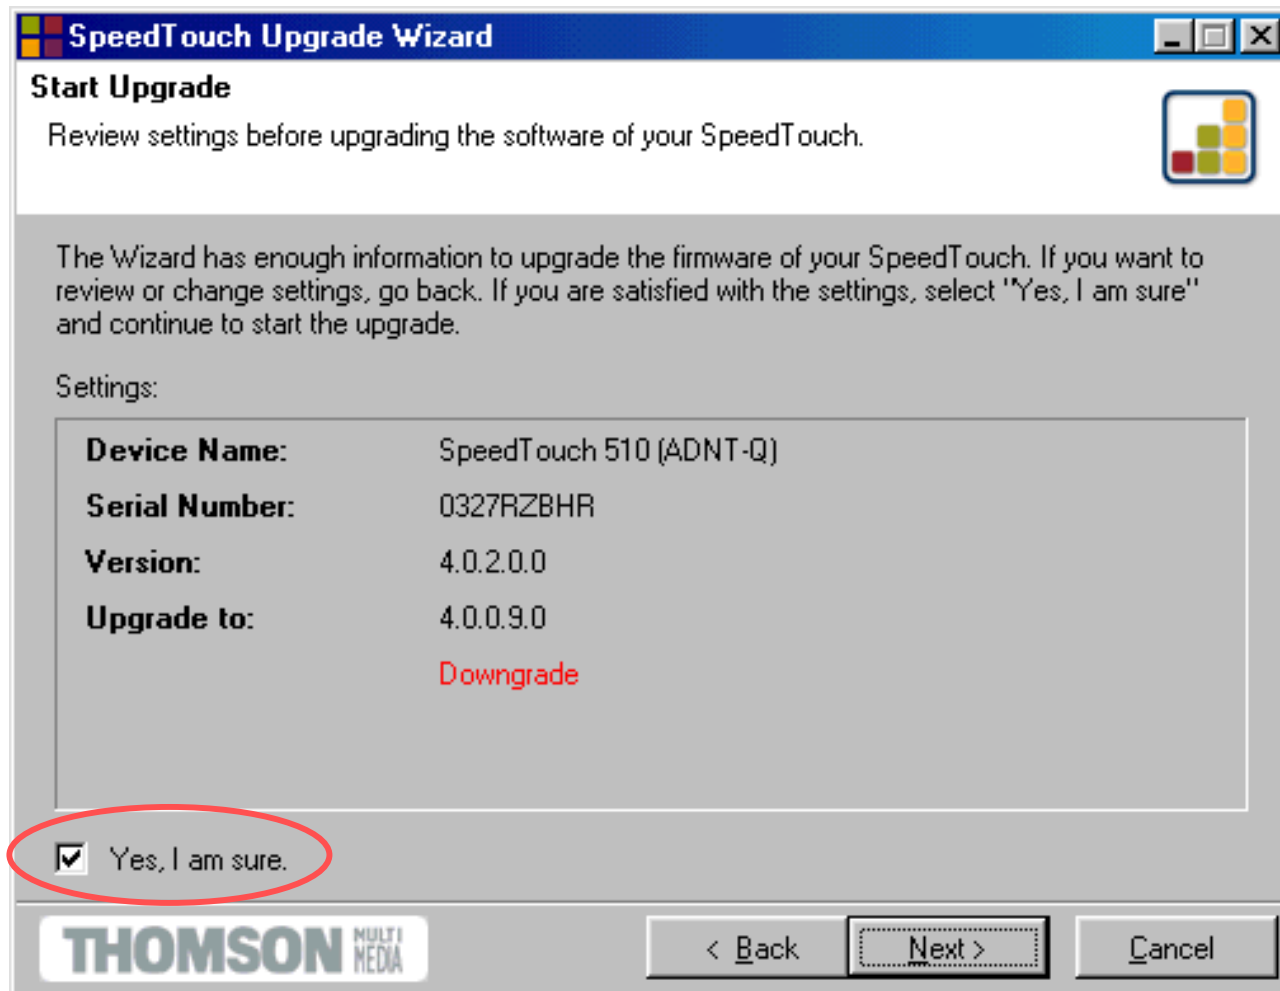 SpeedTouch Upgrade Wizard
Start Upgrade
Review settings before upgrading the software of your SpeedTouch.
The Wizard has enough information to upgrade the firmware of your SpeedTouch. If you want to
review or change settings, go back. If you are satisfied with the settings, select "Yes, I am sure"
and continue to start the upgrade.
Settings:
Device Name: SpeedTouch 510 (ADNT-Q)
Serial Number: 0327RZBHR
Version: 4.0.2.0.0
Upgrade to: 4.0.0.9.0
Downgrade
Yes, I am sure.
THOMSON MULTI MEDIA
< Back Next > Cancel